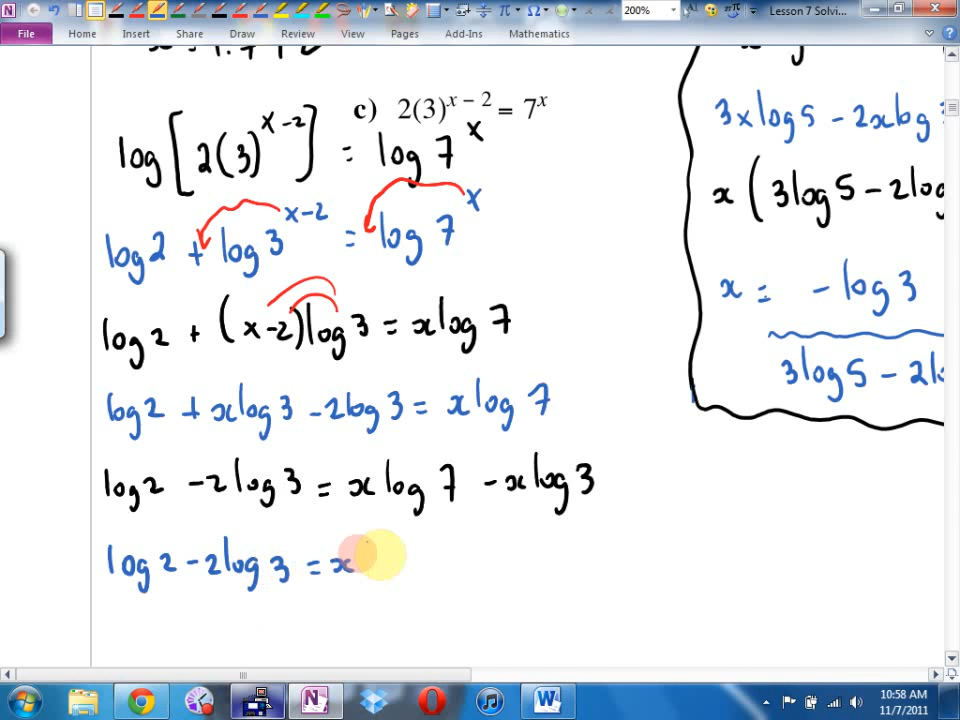 200%
Lesson 7 Solvi...
File Home Insert Share Draw Review View Pages Add-Ins Mathematics
c) 2(3)^{x – 2} = 7^x
log[2(3)^{x-2}] = log 7^x
log 2 + log 3^{x-2} = log 7^x
log 2 + (x-2) log 3 = x log 7
log 2 + x log 3 - 2 log 3 = x log 7
log 2 - 2 log 3 = x log 7 - x log 3
log 2 - 2 log 3 = x
3x log 5 - 2x log
x (3 log 5 - 2 log
x = - log 3
3 log 5 - 2
10:58 AM
11/7/2011